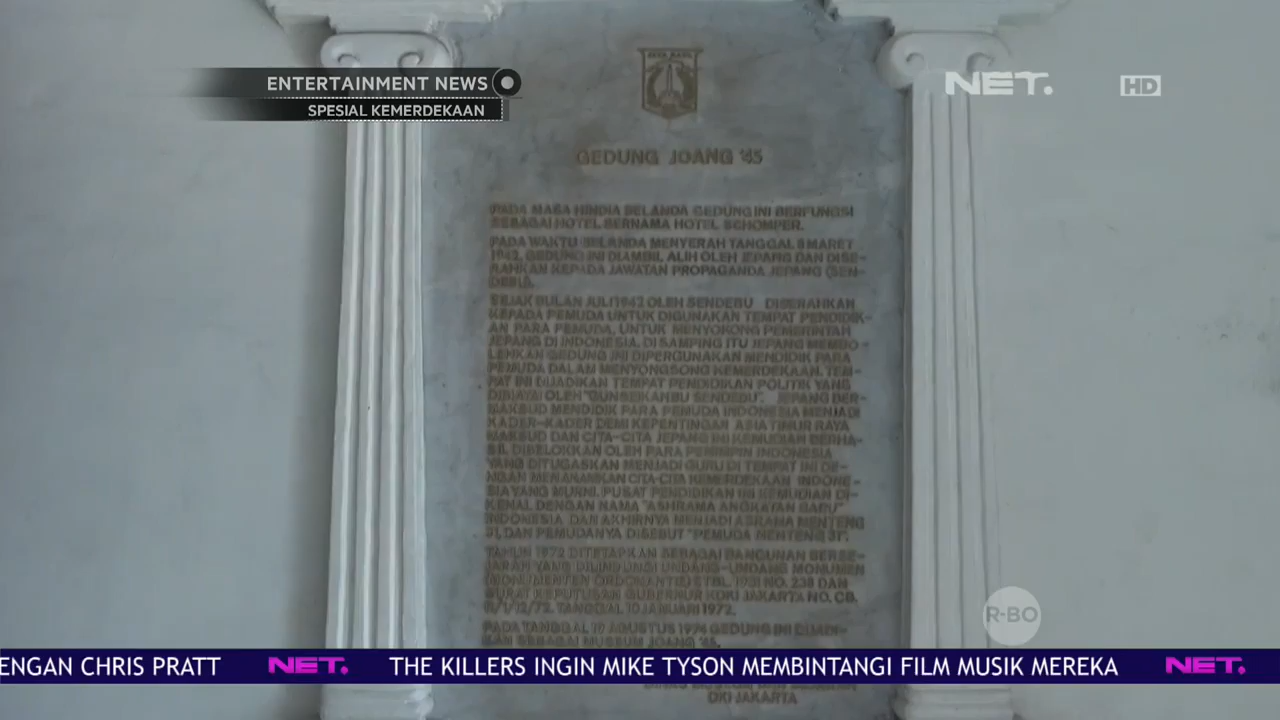 ENTERTAINMENT NEWS
SPESIAL KEMERDEKAAN
NET.
HD
JAYA RAYA
GEDUNG JOANG '45
PADA MASA HINDIA BELANDA GEDUNG INI BERFUNGSI
SEBAGAI HOTEL BERNAMA HOTEL SCHOMPER.
PADA WAKTU BELANDA MENYERAH TANGGAL 8 MARET
1942, GEDUNG INI DIAMBIL ALIH OLEH JEPANG DAN DISE-
RAHKAN KEPADA JAWATAN PROPAGANDA JEPANG (SEN-
DEBU).
SEJAK BULAN JULI 1942 OLEH SENDEBU DISERAHKAN
KEPADA PEMUDA UNTUK DIGUNAKAN TEMPAT PENDIDIK-
AN PARA PEMUDA, UNTUK MENYOKONG PEMERINTAH
JEPANG DI INDONESIA. DI SAMPING ITU JEPANG MEMBO-
LEHKAN GEDUNG INI DIPERGUNAKAN MENDIDIK PARA
PEMUDA DALAM MENYONGSONG KEMERDEKAAN. TEM-
PAT INI DIJADIKAN TEMPAT PENDIDIKAN POLITIK YANG
DIBIAYAI OLEH "GUNSEIKANBU SENDEBU". JEPANG BER-
MAKSUD MENDIDIK PARA PEMUDA INDONESIA MENJADI
KADER-KADER DEMI KEPENTINGAN ASIA TIMUR RAYA
MAKSUD DAN CITA-CITA JEPANG INI KEMUDIAN BERHA-
SIL DIBELOKKAN OLEH PARA PEMIMPIN INDONESIA
YANG DITUGASKAN MENJADI GURU DI TEMPAT INI DE-
NGAN MENANAMKAN CITA-CITA KEMERDEKAAN INDONE-
SIA YANG MURNI. PUSAT PENDIDIKAN INI KEMUDIAN DI-
KENAL DENGAN NAMA "ASHRAMA ANGKATAN BARU"
INDONESIA DAN AKHIRNYA MENJADI ASRAMA MENTENG
31, DAN PEMUDANYA DISEBUT "PEMUDA MENTENG 31".
TAHUN 1972 DITETAPKAN SEBAGAI BANGUNAN BERSE-
JARAH YANG DILINDUNGI UNDANG-UNDANG MONUMEN
(MONUMENTEN ORDONANTIE) STBL. 1931 NO. 238 DAN
SURAT KEPUTUSAN GUBERNUR KDKI JAKARTA NO. CB.
11/1/12/72. TANGGAL 10 JANUARI 1972.
PADA TANGGAL 19 AGUSTUS 1974 GEDUNG INI DIJADI-
KAN SEBAGAI MUSEUM JOANG '45.
R-BO
ENGAN CHRIS PRATT NET. THE KILLERS INGIN MIKE TYSON MEMBINTANGI FILM MUSIK MEREKA NET.
DKI JAKARTA